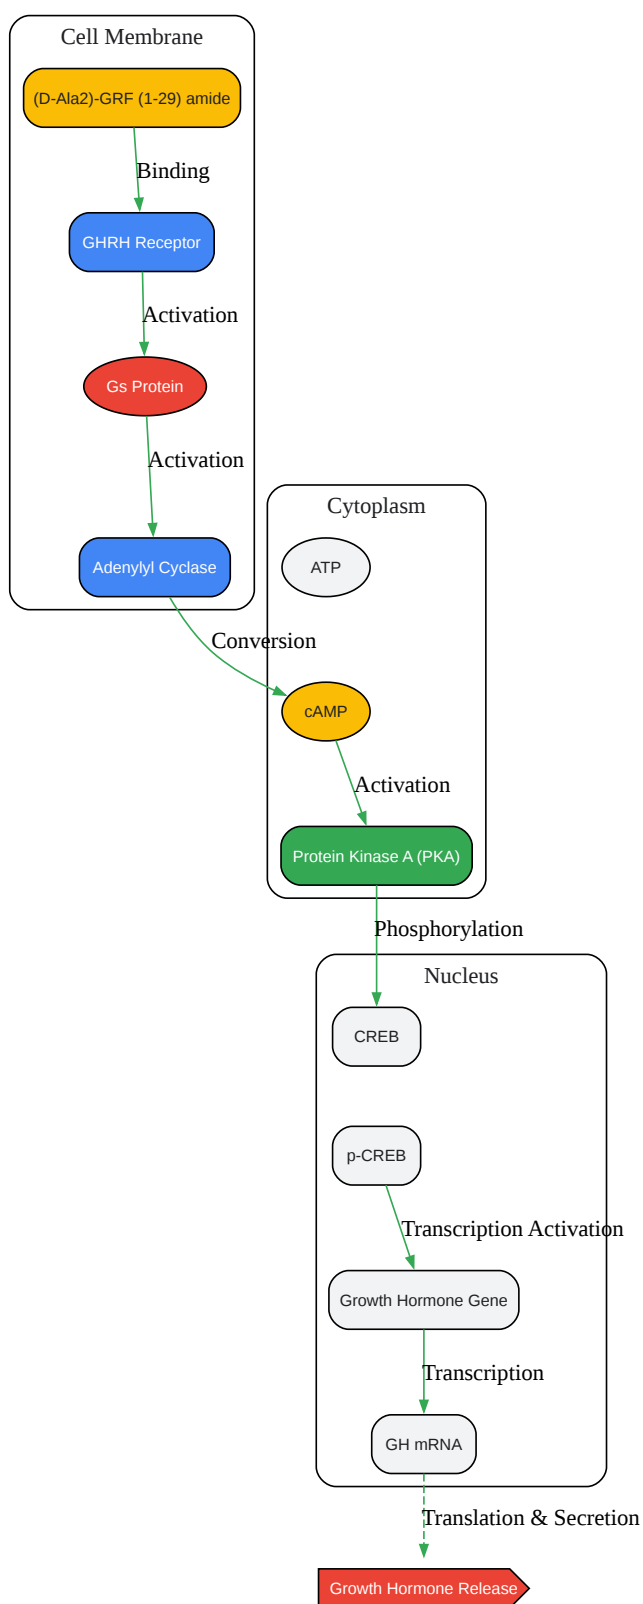 Cell Membrane
(D-Ala2)-GRF (1-29) amide
Binding
GHRH Receptor
Activation
Gs Protein
Activation
Adenylyl Cyclase
Cytoplasm
ATP
Conversion
cAMP
Activation
Protein Kinase A (PKA)
Phosphorylation
Nucleus
CREB
p-CREB
Transcription Activation
Growth Hormone Gene
Transcription
GH mRNA
Translation & Secretion
Growth Hormone Release